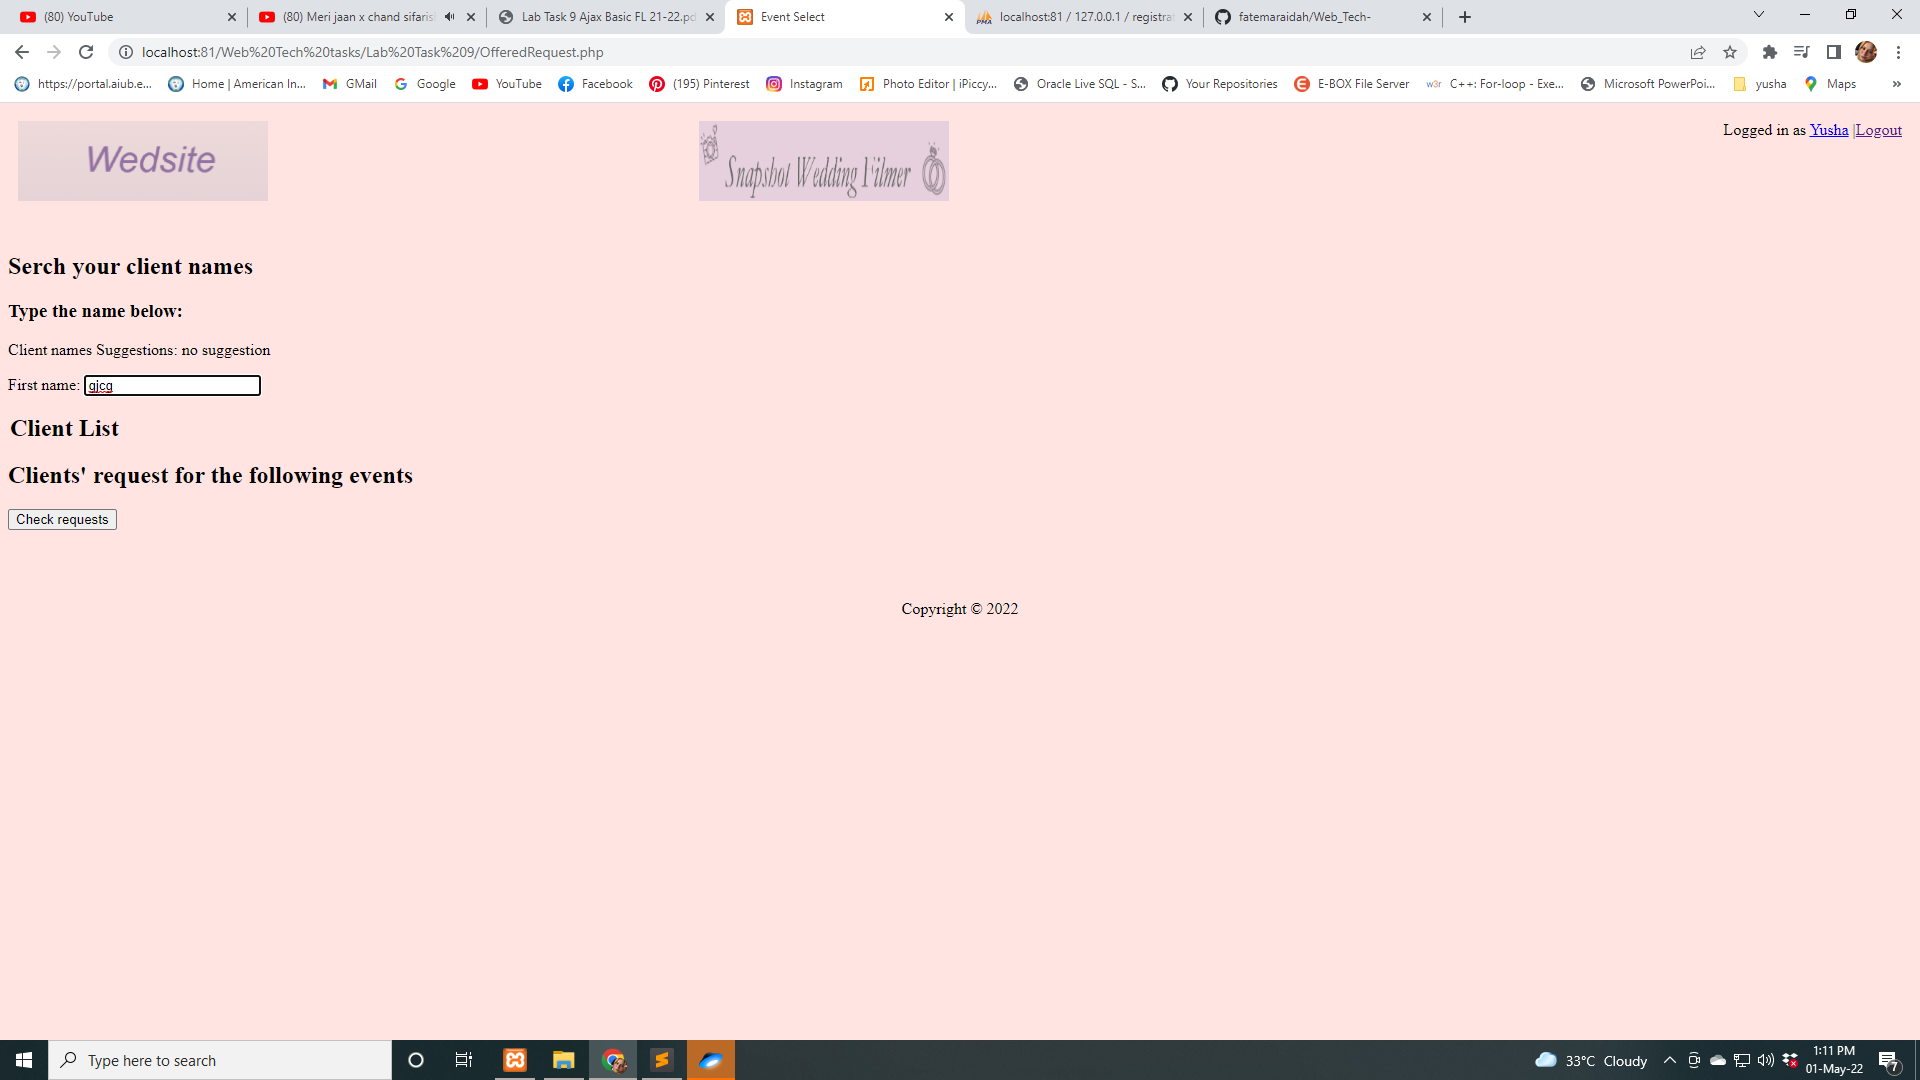 (80) YouTube
(80) Meri jaan x chand sifaris
Lab Task 9 Ajax Basic FL 21-22.pd
Event Select
localhost:81 / 127.0.0.1 / registra
fatemaraidah/Web_Tech-
localhost:81/Web%20Tech%20tasks/Lab%20Task%209/OfferedRequest.php
https://portal.aiub.e...
Home | American In...
GMail
Google
YouTube
Facebook
(195) Pinterest
Instagram
Photo Editor | iPiccy...
Oracle Live SQL - S...
Your Repositories
E-BOX File Server
w3r
C++: For-loop - Exe...
Microsoft PowerPoi...
yusha
Maps
»
Wedsite
Snapshot Wedding Filmer
Logged in as Yusha |Logout
Serch your client names
Type the name below:
Client names Suggestions: no suggestion
First name: gjcg
Client List
Clients' request for the following events
Check requests
Copyright © 2022
Type here to search
33°C Cloudy
1:11 PM
01-May-22
7